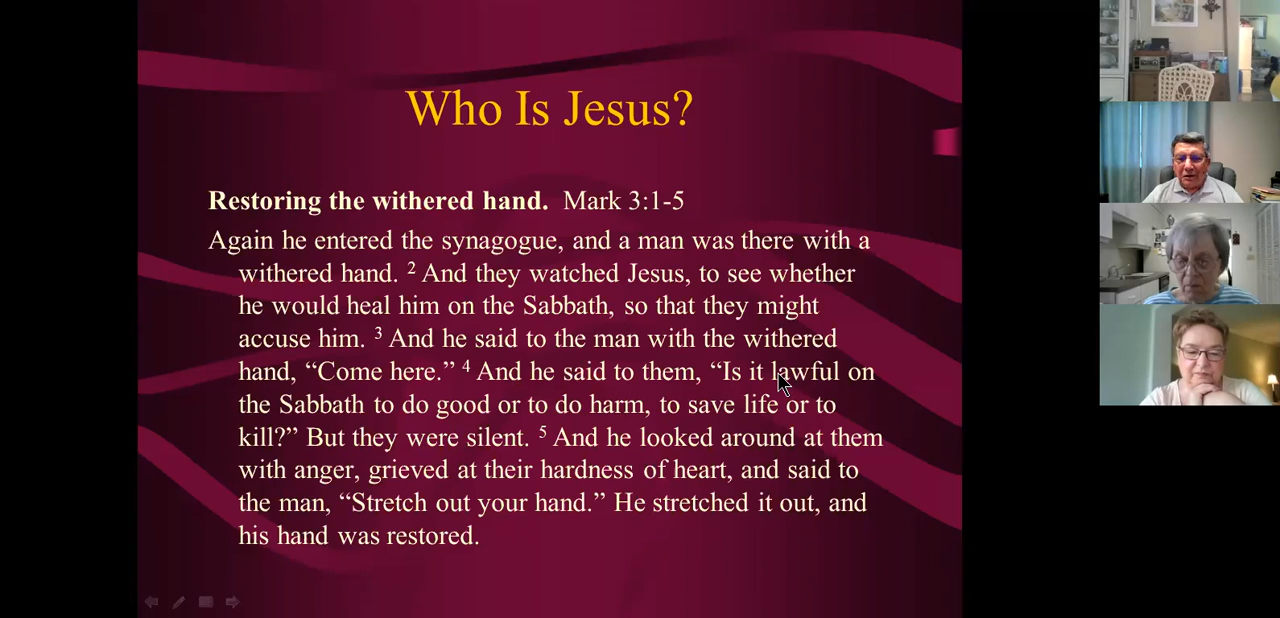 Who Is Jesus?
Restoring the withered hand. Mark 3:1-5
Again he entered the synagogue, and a man was there with a
withered hand. 2 And they watched Jesus, to see whether
he would heal him on the Sabbath, so that they might
accuse him. 3 And he said to the man with the withered
hand, “Come here.” 4 And he said to them, “Is it lawful on
the Sabbath to do good or to do harm, to save life or to
kill?” But they were silent. 5 And he looked around at them
with anger, grieved at their hardness of heart, and said to
the man, “Stretch out your hand.” He stretched it out, and
his hand was restored.